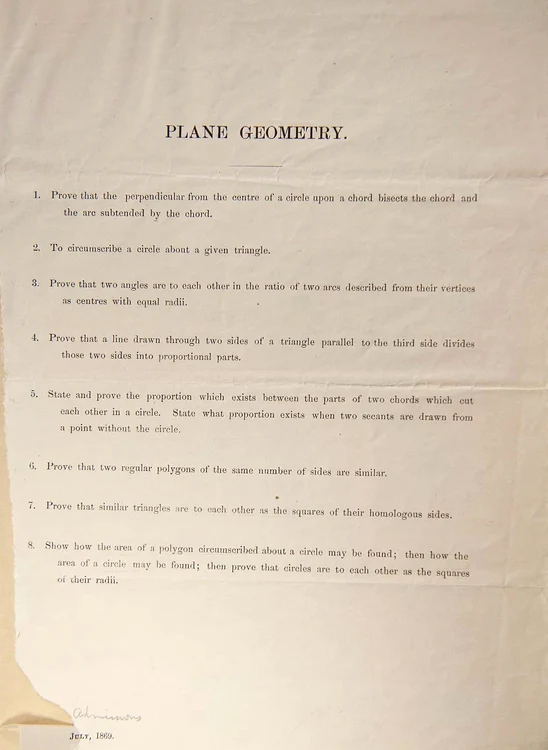 PLANE GEOMETRY.
1. Prove that the perpendicular from the centre of a circle upon a chord bisects the chord and
the arc subtended by the chord.
2. To circumscribe a circle about a given triangle.
3. Prove that two angles are to each other in the ratio of two arcs described from their vertices
as centres with equal radii.
4. Prove that a line drawn through two sides of a triangle parallel to the third side divides
those two sides into proportional parts.
5. State and prove the proportion which exists between the parts of two chords which cut
each other in a circle. State what proportion exists when two secants are drawn from
a point without the circle.
6. Prove that two regular polygons of the same number of sides are similar.
7. Prove that similar triangles are to each other as the squares of their homologous sides.
8. Show how the area of a polygon circumscribed about a circle may be found; then how the
area of a circle may be found; then prove that circles are to each other as the squares
of their radii.
July, 1869.